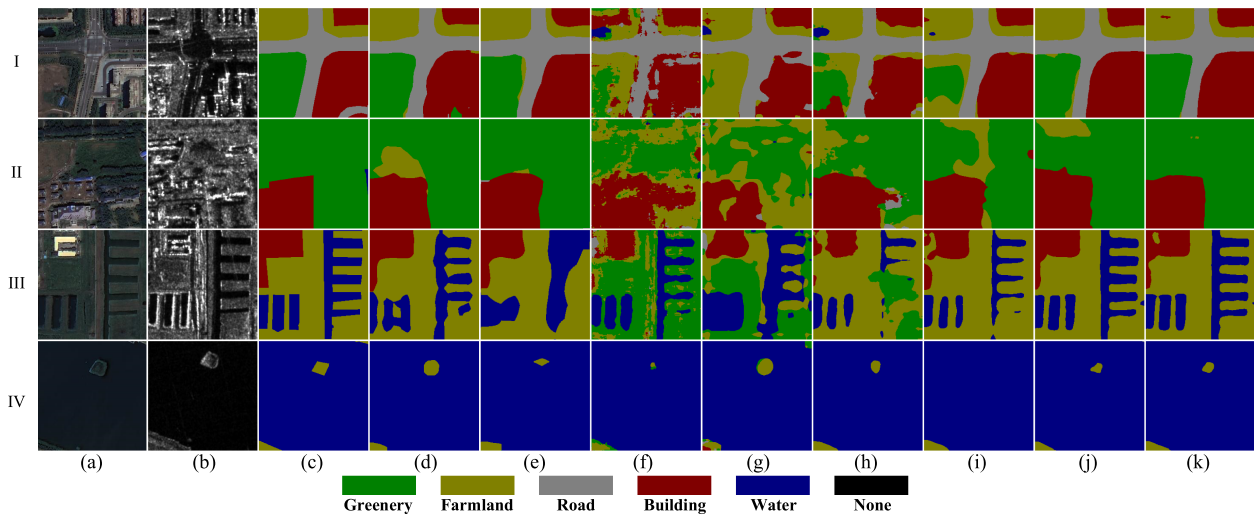 I
II
III
IV
(a) (b) (c) (d) (e) (f) (g) (h) (i) (j) (k)
Greenery Farmland Road Building Water None